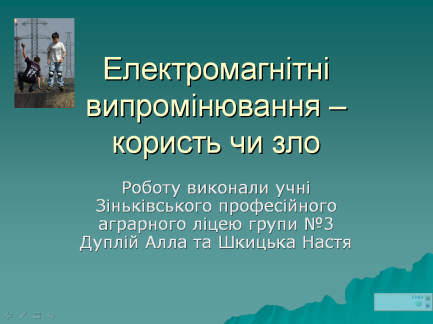 Електромагнітні
випромінювання –
користь чи зло
Роботу виконали учні
Зіньківського професійного
аграрного ліцею групи №3
Дуплій Алла та Шкицька Настя